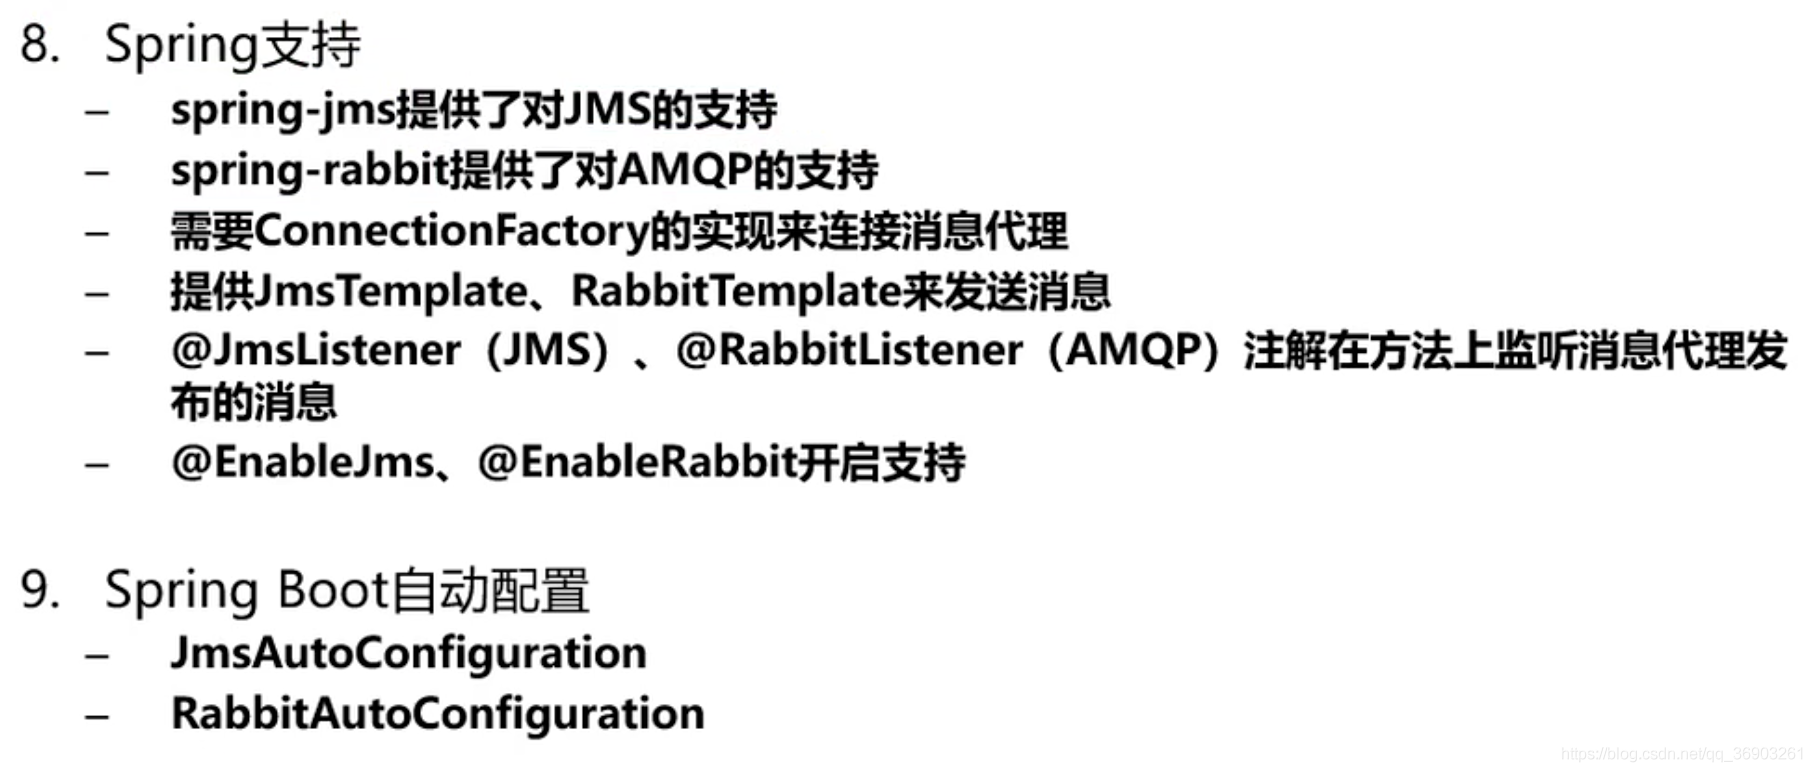 8. Spring支持
– spring-jms提供了对JMS的支持
– spring-rabbit提供了对AMQP的支持
– 需要ConnectionFactory的实现来连接消息代理
– 提供JmsTemplate、RabbitTemplate来发送消息
– @JmsListener（JMS）、@RabbitListener（AMQP）注解在方法上监听消息代理发
布的消息
– @EnableJms、@EnableRabbit开启支持
9. Spring Boot自动配置
– JmsAutoConfiguration
– RabbitAutoConfiguration
https://blog.csdn.net/qq_36903261